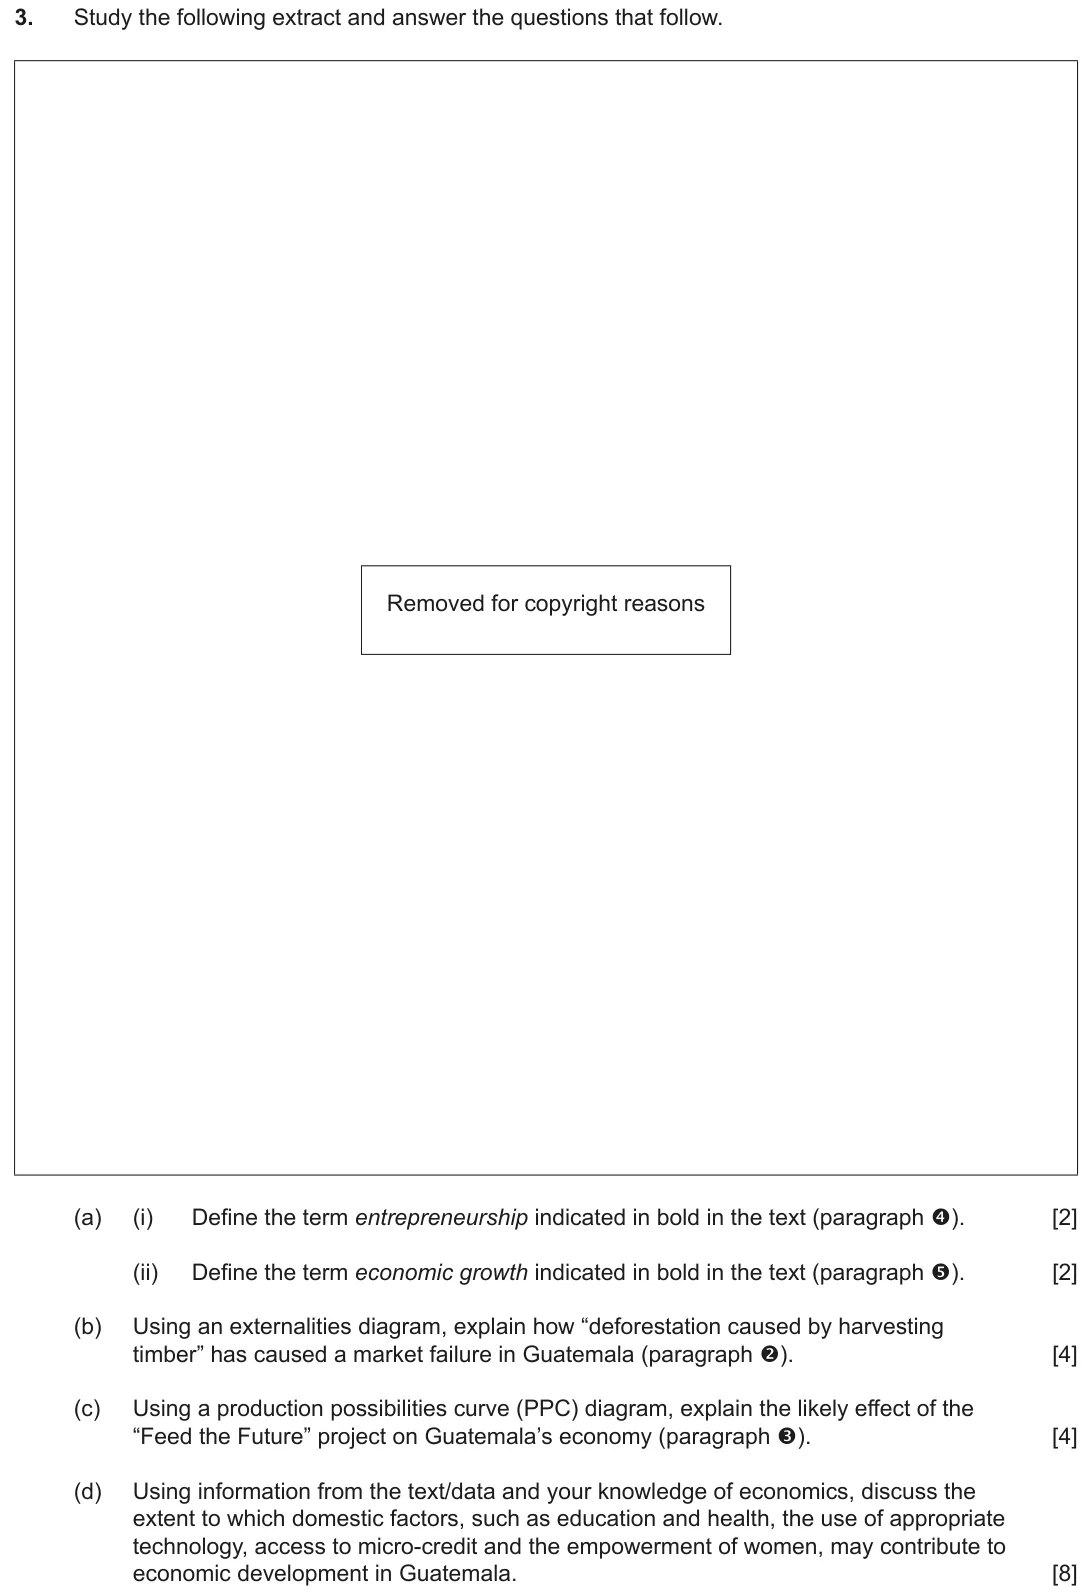 3. Study the following extract and answer the questions that follow.
Removed for copyright reasons
(a) (i) Define the term entrepreneurship indicated in bold in the text (paragraph ❹). [2]
(ii) Define the term economic growth indicated in bold in the text (paragraph ❺). [2]
(b) Using an externalities diagram, explain how “deforestation caused by harvesting
timber” has caused a market failure in Guatemala (paragraph ❷). [4]
(c) Using a production possibilities curve (PPC) diagram, explain the likely effect of the
“Feed the Future” project on Guatemala’s economy (paragraph ❸). [4]
(d) Using information from the text/data and your knowledge of economics, discuss the
extent to which domestic factors, such as education and health, the use of appropriate
technology, access to micro-credit and the empowerment of women, may contribute to
economic development in Guatemala. [8]